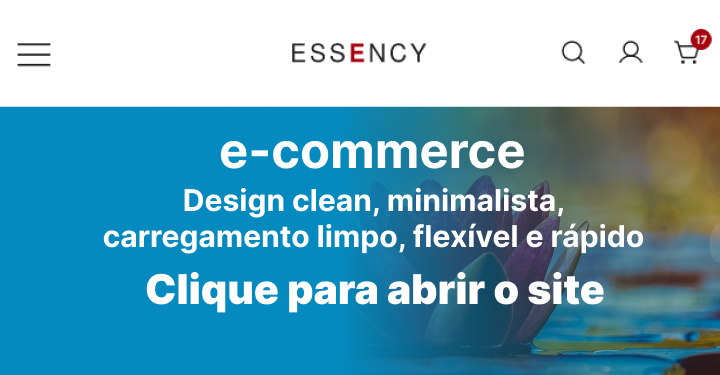 ESSENCY
17
e-commerce
Design clean, minimalista,
carregamento limpo, flexível e rápido
Clique para abrir o site